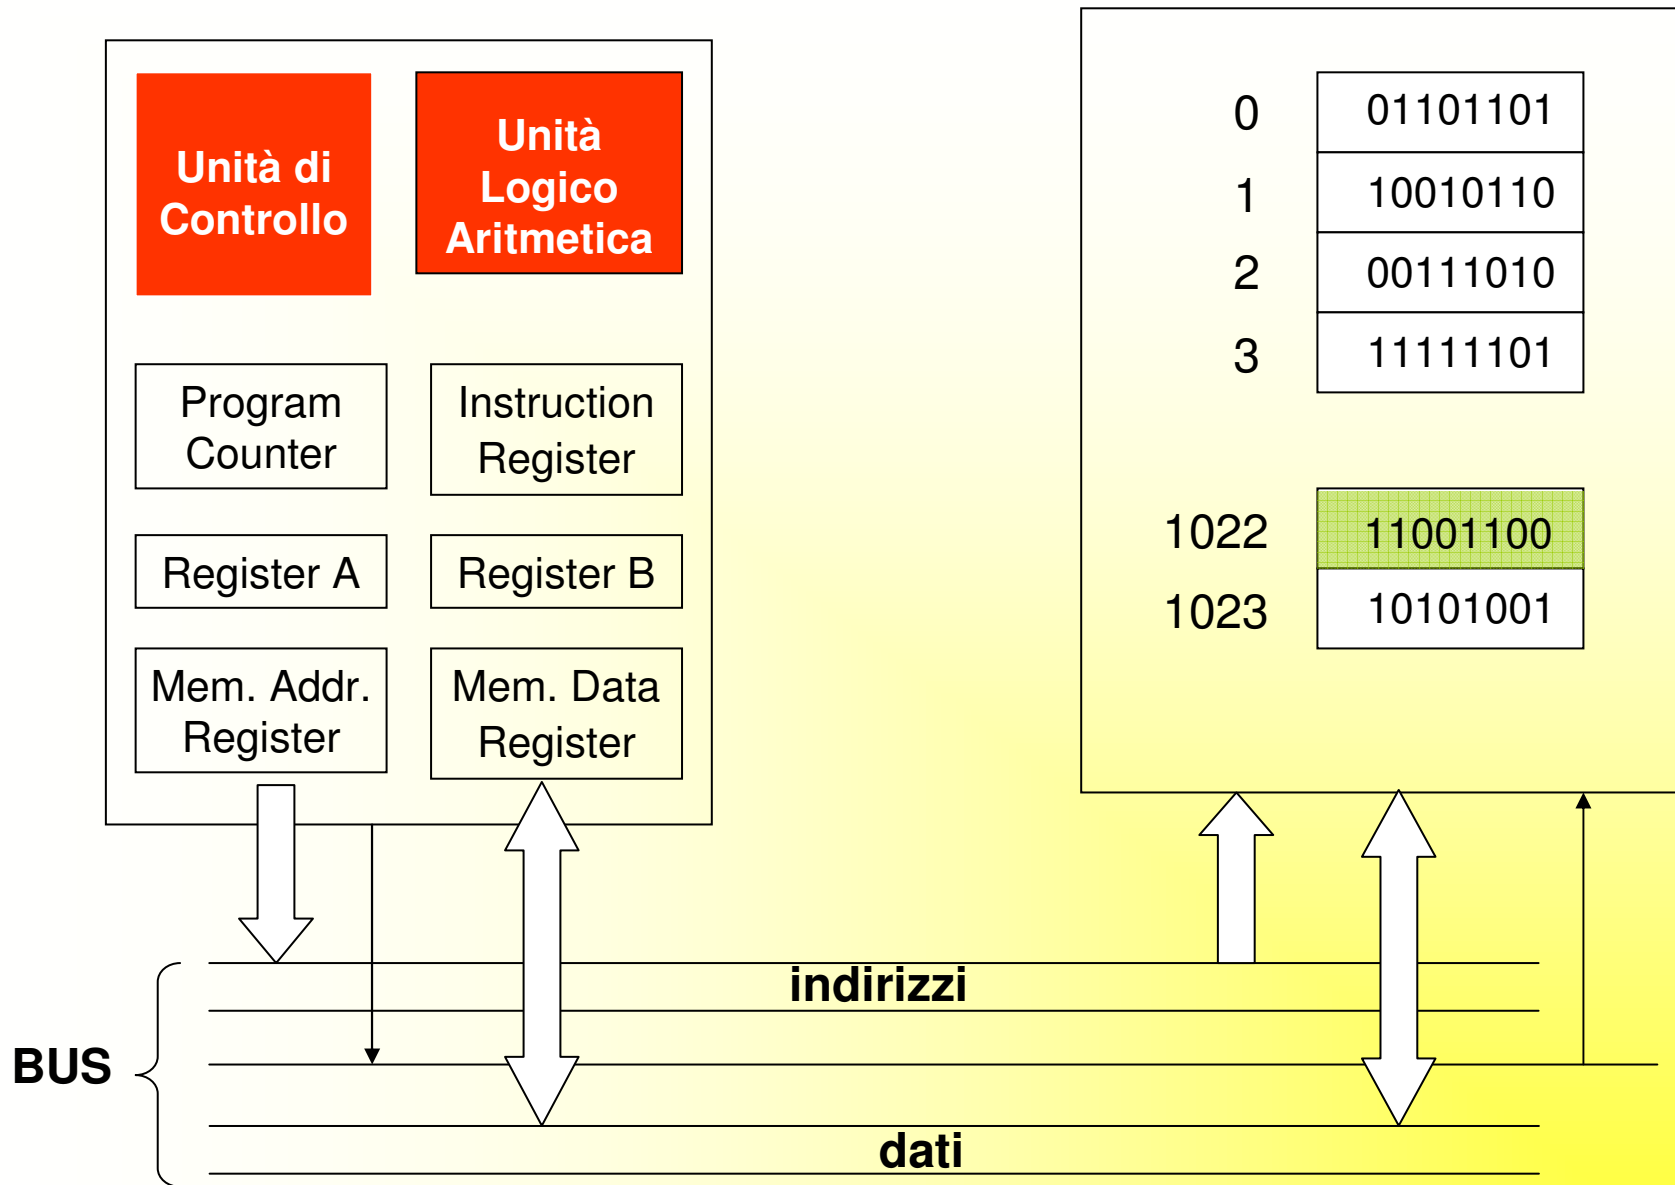 Unità di
Controllo
Unità
Logico
Aritmetica
Program
Counter
Instruction
Register
Register A
Register B
Mem. Addr.
Register
Mem. Data
Register
0 01101101
1 10010110
2 00111010
3 11111101
1022 11001100
1023 10101001
indirizzi
BUS
dati